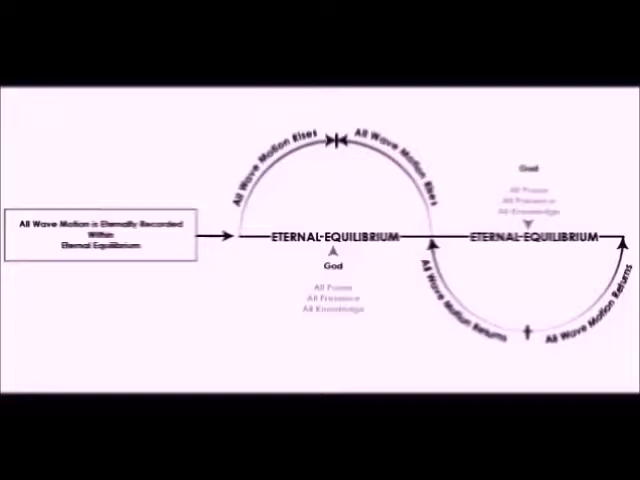 All Wave Motion is Eternally Recorded
Within
Eternal Equilibrium
All Wave Motion Rises
All Wave Motion Rises
ETERNAL-EQUILIBRIUM
God
All Power
All Presence
All Knowledge
God
All Power
All Presence
All Knowledge
ETERNAL-EQUILIBRIUM
All Wave Motion Returns
All Wave Motion Returns